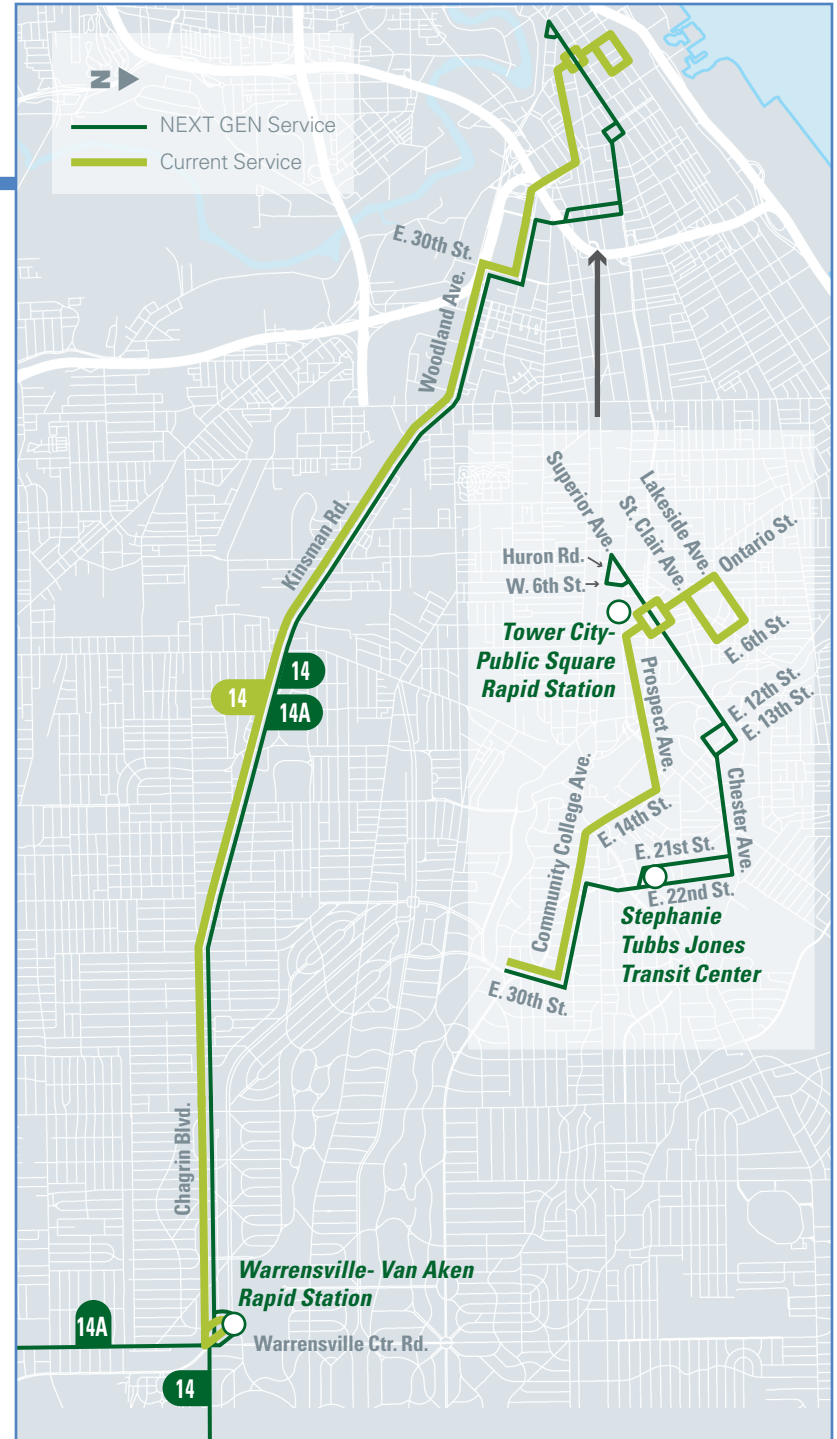 N
NEXT GEN Service
Current Service
E. 30th St.
Woodland Ave.
Kinsman Rd.
14
14
14A
Superior Ave.
Lakeside Ave.
St. Clair Ave.
Ontario St.
Huron Rd.
W. 6th St.
E. 6th St.
Tower City-
Public Square
Rapid Station
Prospect Ave.
E. 12th St.
E. 13th St.
Community College Ave.
E. 14th St.
Chester Ave.
E. 21st St.
E. 22nd St.
Stephanie
Tubbs Jones
Transit Center
E. 30th St.
Chagrin Blvd.
Warrensville- Van Aken
Rapid Station
14A
Warrensville Ctr. Rd.
14